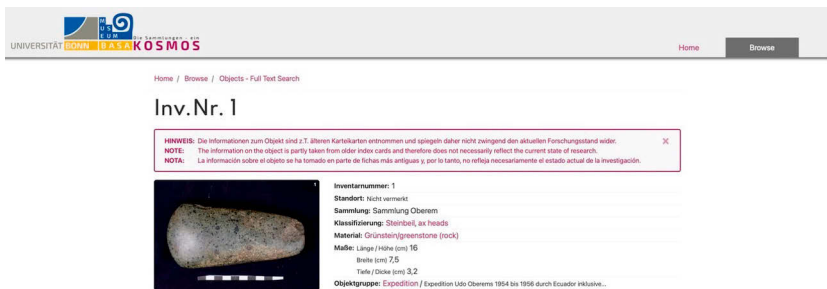 MUSEUM
Die Sammlungen - ein
UNIVERSITÄT BONN BASA KOSMOS
Home Browse
Home / Browse / Objects - Full Text Search
Inv.Nr. 1
HINWEIS: Die Informationen zum Objekt sind z.T. älteren Karteikarten entnommen und spiegeln daher nicht zwingend den aktuellen Forschungsstand wider.
NOTE: The information on the object is partly taken from older index cards and therefore does not necessarily reflect the current state of research.
NOTA: La información sobre el objeto se ha tomado en parte de fichas más antiguas y, por lo tanto, no refleja necesariamente el estado actual de la investigación.
1
Inventarnummer: 1
Standort: Nicht vermerkt
Sammlung: Sammlung Oberem
Klassifizierung: Steinbeil, ax heads
Material: Grünstein/greenstone (rock)
Maße: Länge / Höhe (cm) 16
Breite (cm) 7,5
Tiefe / Dicke (cm) 3,2
Objektgruppe: Expedition / Expedition Udo Oberems 1954 bis 1956 durch Ecuador inklusive...